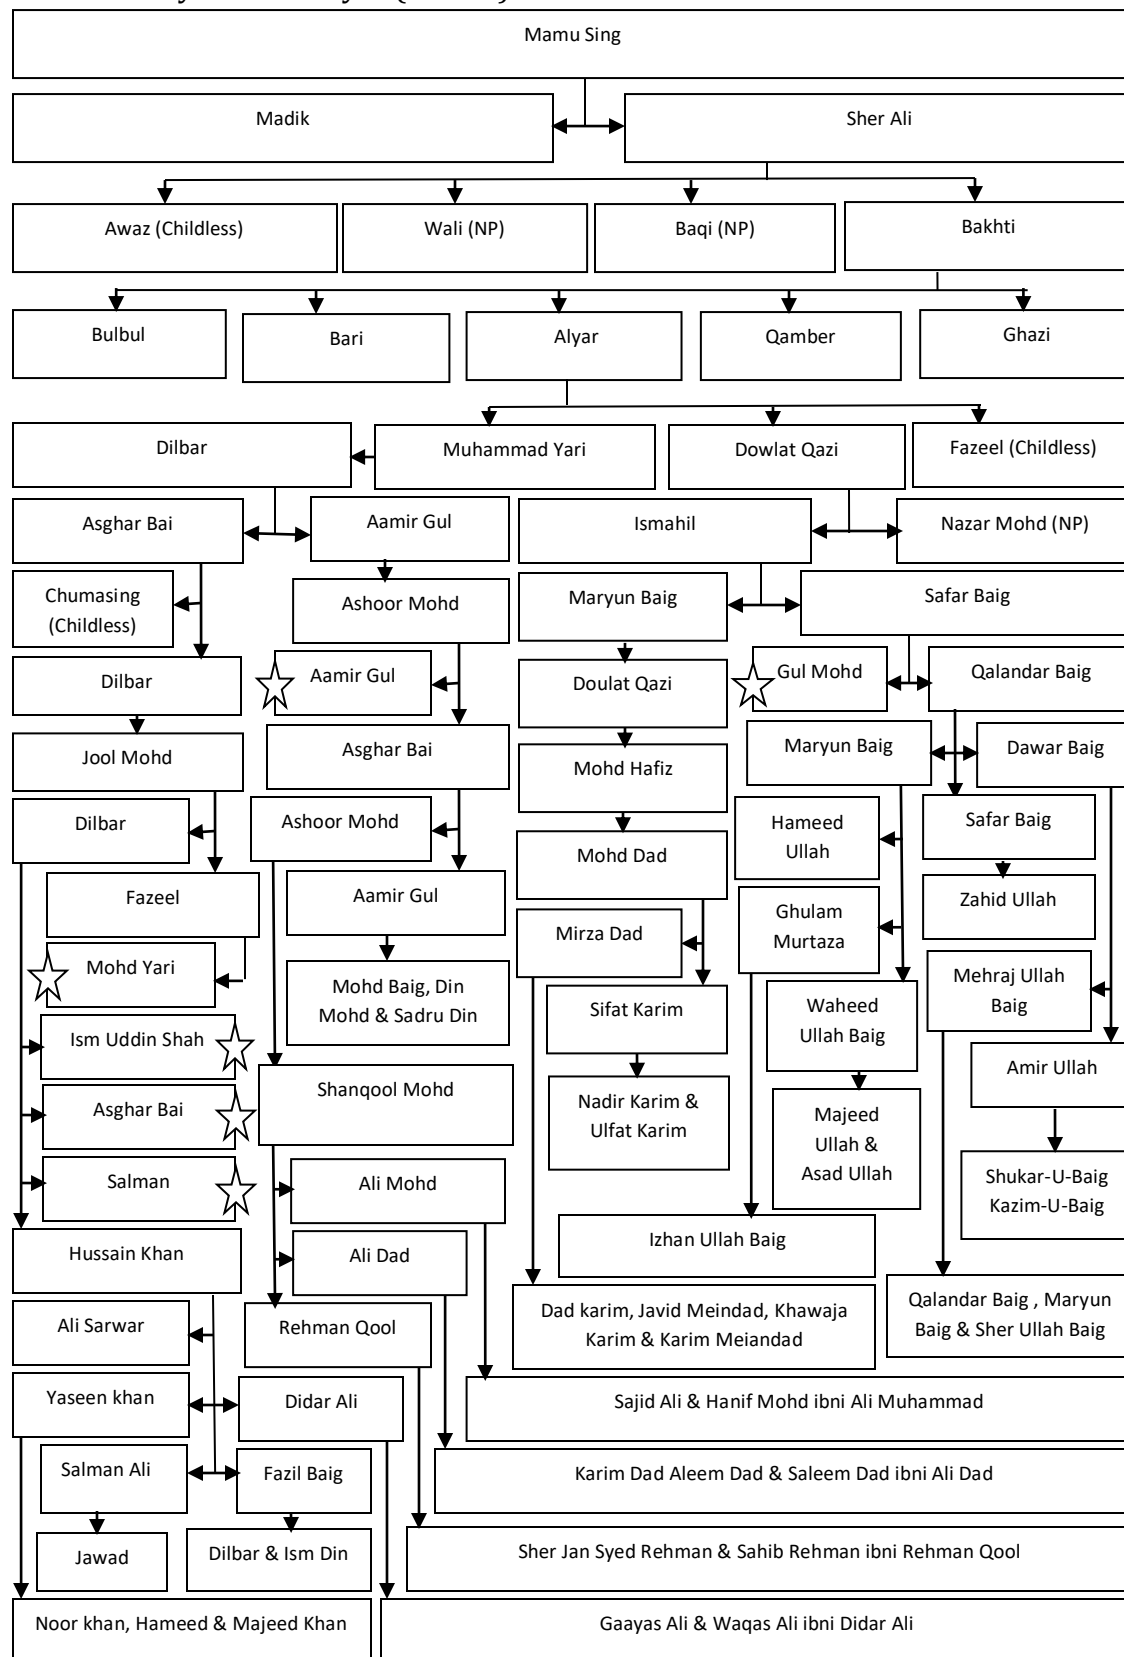 Mamu Sing
Madik
Sher Ali
Awaz (Childless)
Wali (NP)
Baqi (NP)
Bakhti
Bulbul
Bari
Alyar
Qamber
Ghazi
Dilbar
Muhammad Yari
Dowlat Qazi
Fazeel (Childless)
Asghar Bai
Aamir Gul
Ismahil
Nazar Mohd (NP)
Chumasing
(Childless)
Ashoor Mohd
Maryun Baig
Safar Baig
Dilbar
Aamir Gul
Doulat Qazi
Gul Mohd
Qalandar Baig
Jool Mohd
Asghar Bai
Mohd Hafiz
Maryun Baig
Dawar Baig
Dilbar
Ashoor Mohd
Mohd Dad
Hameed
Ullah
Safar Baig
Fazeel
Aamir Gul
Mirza Dad
Ghulam
Murtaza
Zahid Ullah
Mohd Yari
Mohd Baig, Din
Mohd & Sadru Din
Sifat Karim
Waheed
Ullah Baig
Mehraj Ullah
Baig
Ism Uddin Shah
Shanqool Mohd
Nadir Karim &
Ulfat Karim
Majeed
Ullah &
Asad Ullah
Amir Ullah
Asghar Bai
Salman
Ali Mohd
Shukar-U-Baig
Kazim-U-Baig
Hussain Khan
Ali Dad
Izhan Ullah Baig
Ali Sarwar
Rehman Qool
Dad karim, Javid Meindad, Khawaja
Karim & Karim Meiandad
Qalandar Baig , Maryun
Baig & Sher Ullah Baig
Yaseen khan
Didar Ali
Sajid Ali & Hanif Mohd ibni Ali Muhammad
Salman Ali
Fazil Baig
Karim Dad Aleem Dad & Saleem Dad ibni Ali Dad
Jawad
Dilbar & Ism Din
Sher Jan Syed Rehman & Sahib Rehman ibni Rehman Qool
Noor khan, Hameed & Majeed Khan
Gaayas Ali & Waqas Ali ibni Didar Ali